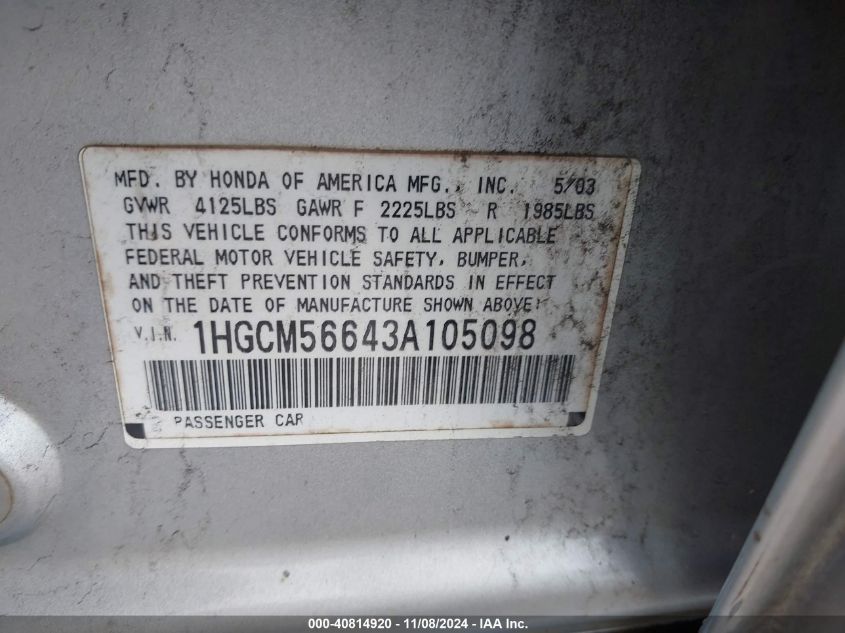 MFD. BY HONDA OF AMERICA MFG., INC. 5/03
GVWR 4125LBS GAWR F 2225LBS R 1985LBS
THIS VEHICLE CONFORMS TO ALL APPLICABLE
FEDERAL MOTOR VEHICLE SAFETY, BUMPER,
AND THEFT PREVENTION STANDARDS IN EFFECT
ON THE DATE OF MANUFACTURE SHOWN ABOVE.
V.I.N. 1HGCM56643A105098
PASSENGER CAR
000-40814920 - 11/08/2024 - IAA Inc.